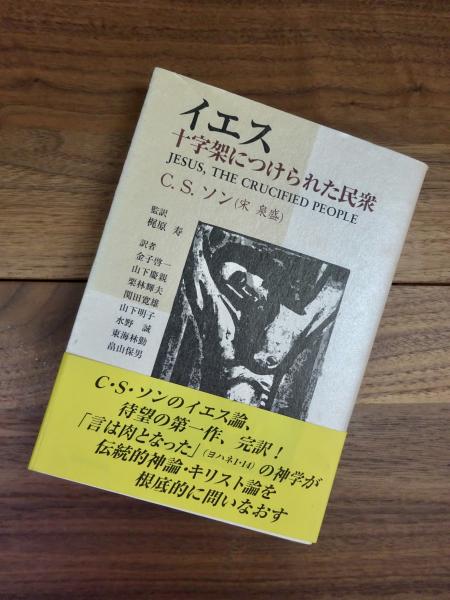 イエス
十字架につけられた民衆
JESUS, THE CRUCIFIED PEOPLE
C. S. ソン(宋 泉盛)
監訳
梶原 寿
訳者
金子啓一
山下慶親
栗林輝夫
関田寛雄
山下明子
水野 誠
東海林勤
畠山保男
C・S・ソンのイエス論、
待望の第一作、完訳!
「言は肉となった」(ヨハネ1・14)の神学が
伝統的神論・キリスト論を
根底的に問いなおす